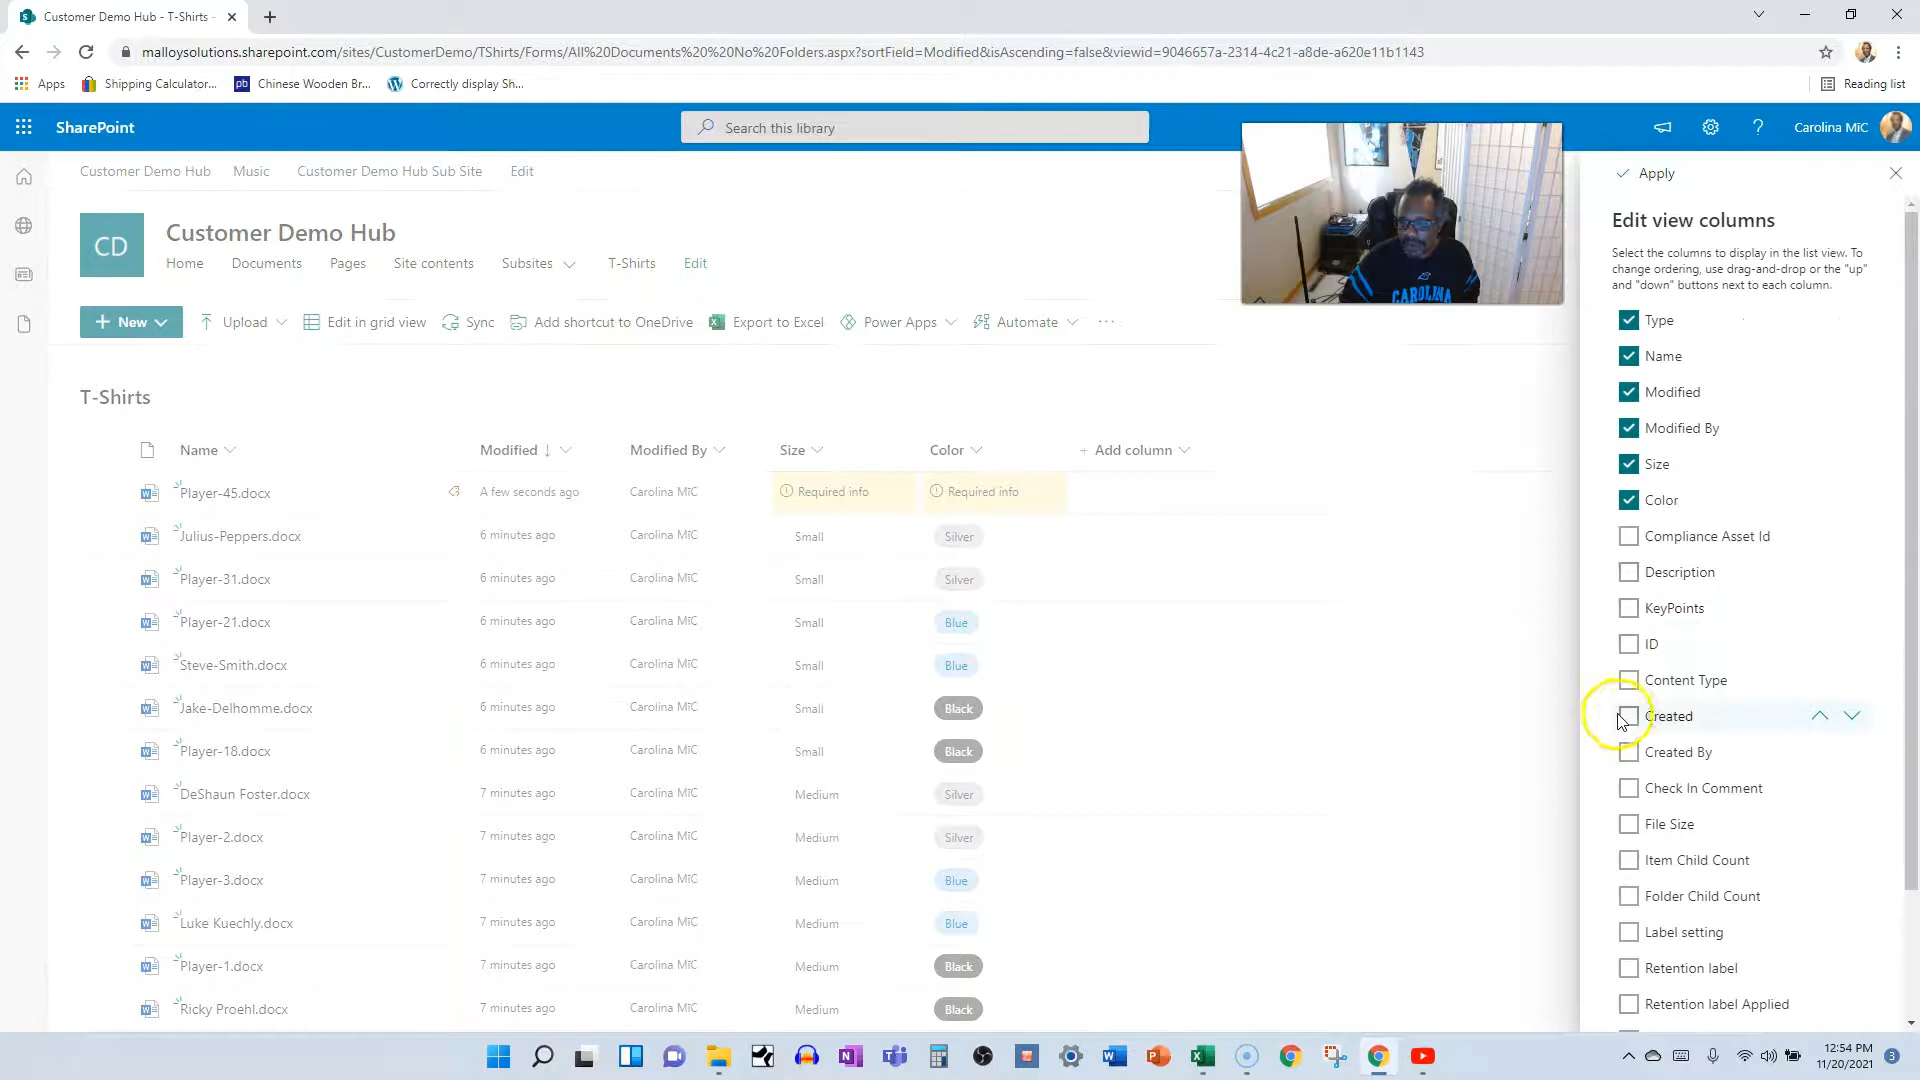 Customer Demo Hub - T-Shirts -
malloysolutions.sharepoint.com/sites/CustomerDemo/TShirts/Forms/All%20Documents%20%20No%20Folders.aspx?sortField=Modified&isAscending=false&viewid=9046657a-2314-4c21-a8de-a620e11b1143
Apps
Shipping Calculator...
pb Chinese Wooden Br...
Correctly display Sh...
Reading list
SharePoint
Search this library
Carolina MiC
Customer Demo Hub Music Customer Demo Hub Sub Site Edit
CD
Customer Demo Hub
Home Documents Pages Site contents Subsites T-Shirts Edit
+ New Upload Edit in grid view Sync Add shortcut to OneDrive Export to Excel Power Apps Automate ...
T-Shirts
Name Modified ↓ Modified By Size Color + Add column
Player-45.docx A few seconds ago Carolina MiC Required info Required info
Julius-Peppers.docx 6 minutes ago Carolina MiC Small Silver
Player-31.docx 6 minutes ago Carolina MiC Small Silver
Player-21.docx 6 minutes ago Carolina MiC Small Blue
Steve-Smith.docx 6 minutes ago Carolina MiC Small Blue
Jake-Delhomme.docx 6 minutes ago Carolina MiC Small Black
Player-18.docx 6 minutes ago Carolina MiC Small Black
DeShaun Foster.docx 7 minutes ago Carolina MiC Medium Silver
Player-2.docx 7 minutes ago Carolina MiC Medium Silver
Player-3.docx 7 minutes ago Carolina MiC Medium Blue
Luke Kuechly.docx 7 minutes ago Carolina MiC Medium Blue
Player-1.docx 7 minutes ago Carolina MiC Medium Black
Ricky Proehl.docx 7 minutes ago Carolina MiC Medium Black
CAROLINA
Apply
Edit view columns
Select the columns to display in the list view. To
change ordering, use drag-and-drop or the "up"
and "down" buttons next to each column.
Type
Name
Modified
Modified By
Size
Color
Compliance Asset Id
Description
KeyPoints
ID
Content Type
Created
Created By
Check In Comment
File Size
Item Child Count
Folder Child Count
Label setting
Retention label
Retention label Applied
12:54 PM
11/20/2021
3